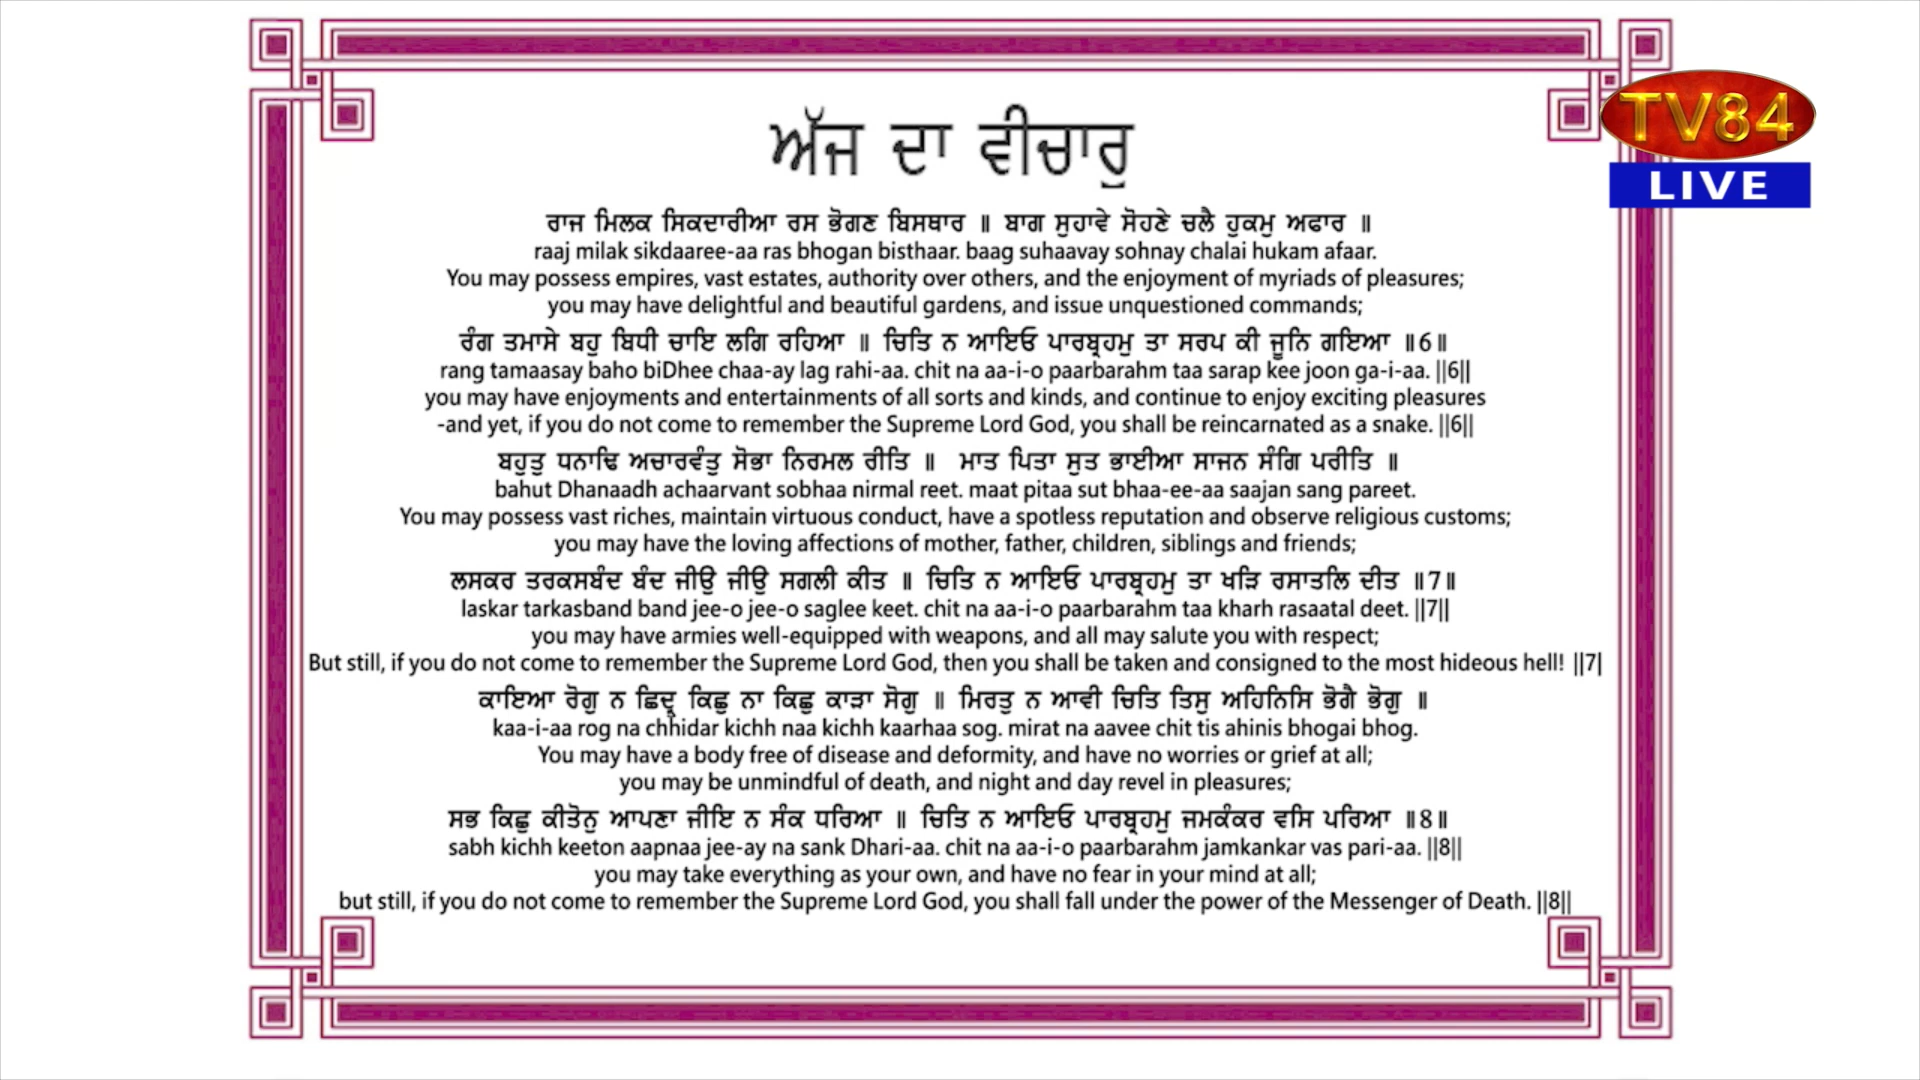 ਅੱਜ ਦਾ ਵੀਚਾਰੁ
TV84
LIVE
ਰਾਜ ਮਿਲਕ ਸਿਕਦਾਰੀਆ ਰਸ ਭੋਗਣ ਬਿਸਥਾਰ ॥ ਬਾਗ ਸੁਹਾਵੇ ਸੋਹਣੇ ਚਲੈ ਹੁਕਮੁ ਅਫਾਰ ॥
raaj milak sikdaaree-aa ras bhogan bisthaar. baag suhaavay sohnay chalai hukam afaar.
You may possess empires, vast estates, authority over others, and the enjoyment of myriads of pleasures;
you may have delightful and beautiful gardens, and issue unquestioned commands;
ਰੰਗ ਤਮਾਸੇ ਬਹੁ ਬਿਧੀ ਚਾਇ ਲਗਿ ਰਹਿਆ ॥ ਚਿਤਿ ਨ ਆਇਓ ਪਾਰਬ੍ਰਹਮੁ ਤਾ ਸਰਪ ਕੀ ਜੂਨਿ ਗਇਆ ॥6॥
rang tamaasay baho biDhee chaa-ay lag rahi-aa. chit na aa-i-o paarbarahm taa sarap kee joon ga-i-aa. ||6||
you may have enjoyments and entertainments of all sorts and kinds, and continue to enjoy exciting pleasures
-and yet, if you do not come to remember the Supreme Lord God, you shall be reincarnated as a snake. ||6||
ਬਹੁਤੁ ਧਨਾਢਿ ਅਚਾਰਵੰਤੁ ਸੋਭਾ ਨਿਰਮਲ ਰੀਤਿ ॥ ਮਾਤ ਪਿਤਾ ਸੁਤ ਭਾਈਆ ਸਾਜਨ ਸੰਗਿ ਪਰੀਤਿ ॥
bahut Dhanaadh achaarvant sobhaa nirmal reet. maat pitaa sut bhaa-ee-aa saajan sang pareet.
You may possess vast riches, maintain virtuous conduct, have a spotless reputation and observe religious customs;
you may have the loving affections of mother, father, children, siblings and friends;
ਲਸਕਰ ਤਰਕਸਬੰਦ ਬੰਦ ਜੀਉ ਜੀਉ ਸਗਲੀ ਕੀਤ ॥ ਚਿਤਿ ਨ ਆਇਓ ਪਾਰਬ੍ਰਹਮੁ ਤਾ ਖੜਿ ਰਸਾਤਲਿ ਦੀਤ ॥7॥
laskar tarkasband band jee-o jee-o saglee keet. chit na aa-i-o paarbarahm taa kharh rasaatal deet. ||7||
you may have armies well-equipped with weapons, and all may salute you with respect;
But still, if you do not come to remember the Supreme Lord God, then you shall be taken and consigned to the most hideous hell! ||7|
ਕਾਇਆ ਰੋਗੁ ਨ ਛਿਦ੍ਰੁ ਕਿਛੁ ਨਾ ਕਿਛੁ ਕਾੜਾ ਸੋਗੁ ॥ ਮਿਰਤੁ ਨ ਆਵੀ ਚਿਤਿ ਤਿਸੁ ਅਹਿਨਿਸਿ ਭੋਗੈ ਭੋਗੁ ॥
kaa-i-aa rog na chhidar kichh naa kichh kaarhaa sog. mirat na aavee chit tis ahinis bhogai bhog.
You may have a body free of disease and deformity, and have no worries or grief at all;
you may be unmindful of death, and night and day revel in pleasures;
ਸਭ ਕਿਛੁ ਕੀਤੋਨੁ ਆਪਣਾ ਜੀਇ ਨ ਸੰਕ ਧਰਿਆ ॥ ਚਿਤਿ ਨ ਆਇਓ ਪਾਰਬ੍ਰਹਮੁ ਜਮਕੰਕਰ ਵਸਿ ਪਰਿਆ ॥8॥
sabh kichh keeton aapnaa jee-ay na sank Dhari-aa. chit na aa-i-o paarbarahm jamkankar vas pari-aa. ||8||
you may take everything as your own, and have no fear in your mind at all;
but still, if you do not come to remember the Supreme Lord God, you shall fall under the power of the Messenger of Death. ||8||